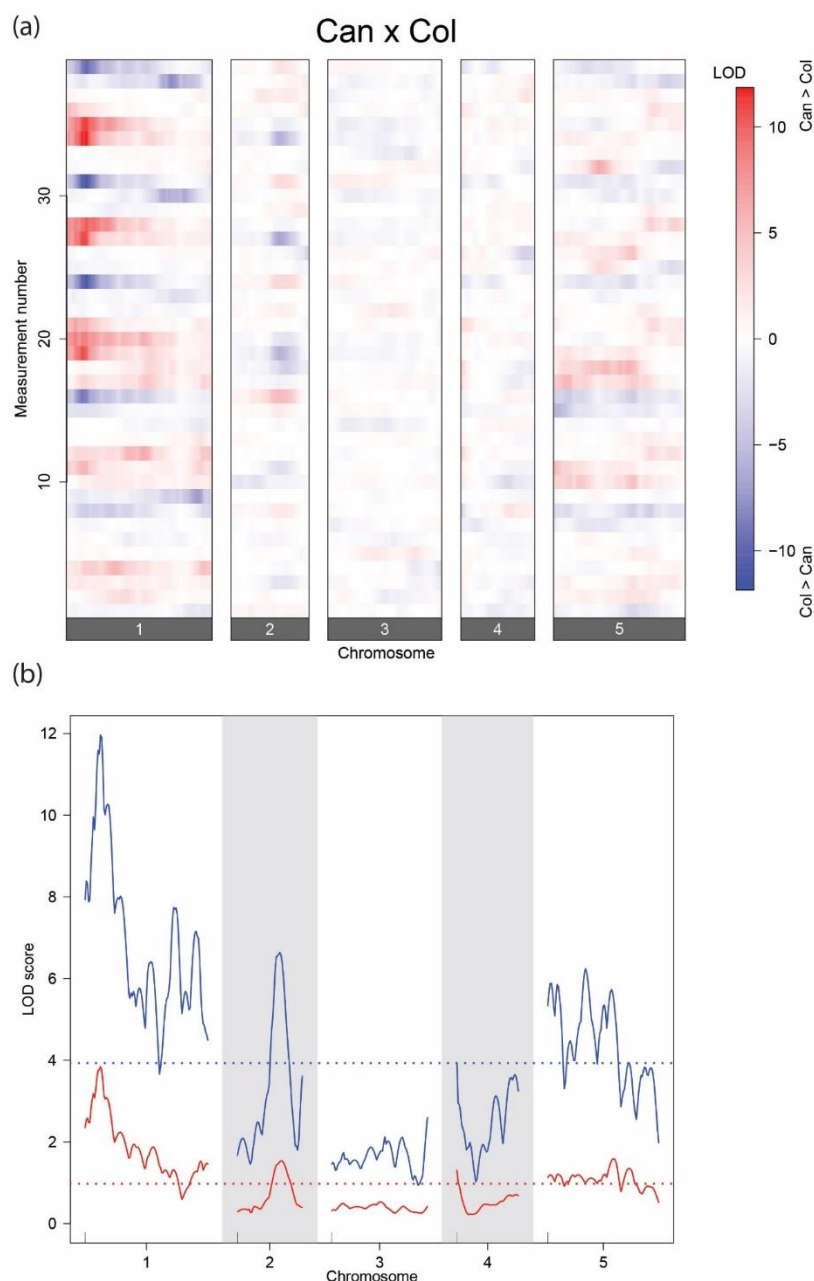 (a)
Can x Col
LOD
Can > Col
10
5
0
−5
−10
Col > Can
Measurement number
30
20
10
1 2 3 4 5
Chromosome
(b)
LOD score
12
10
8
6
4
2
0
1 2 3 4 5
Chromosome